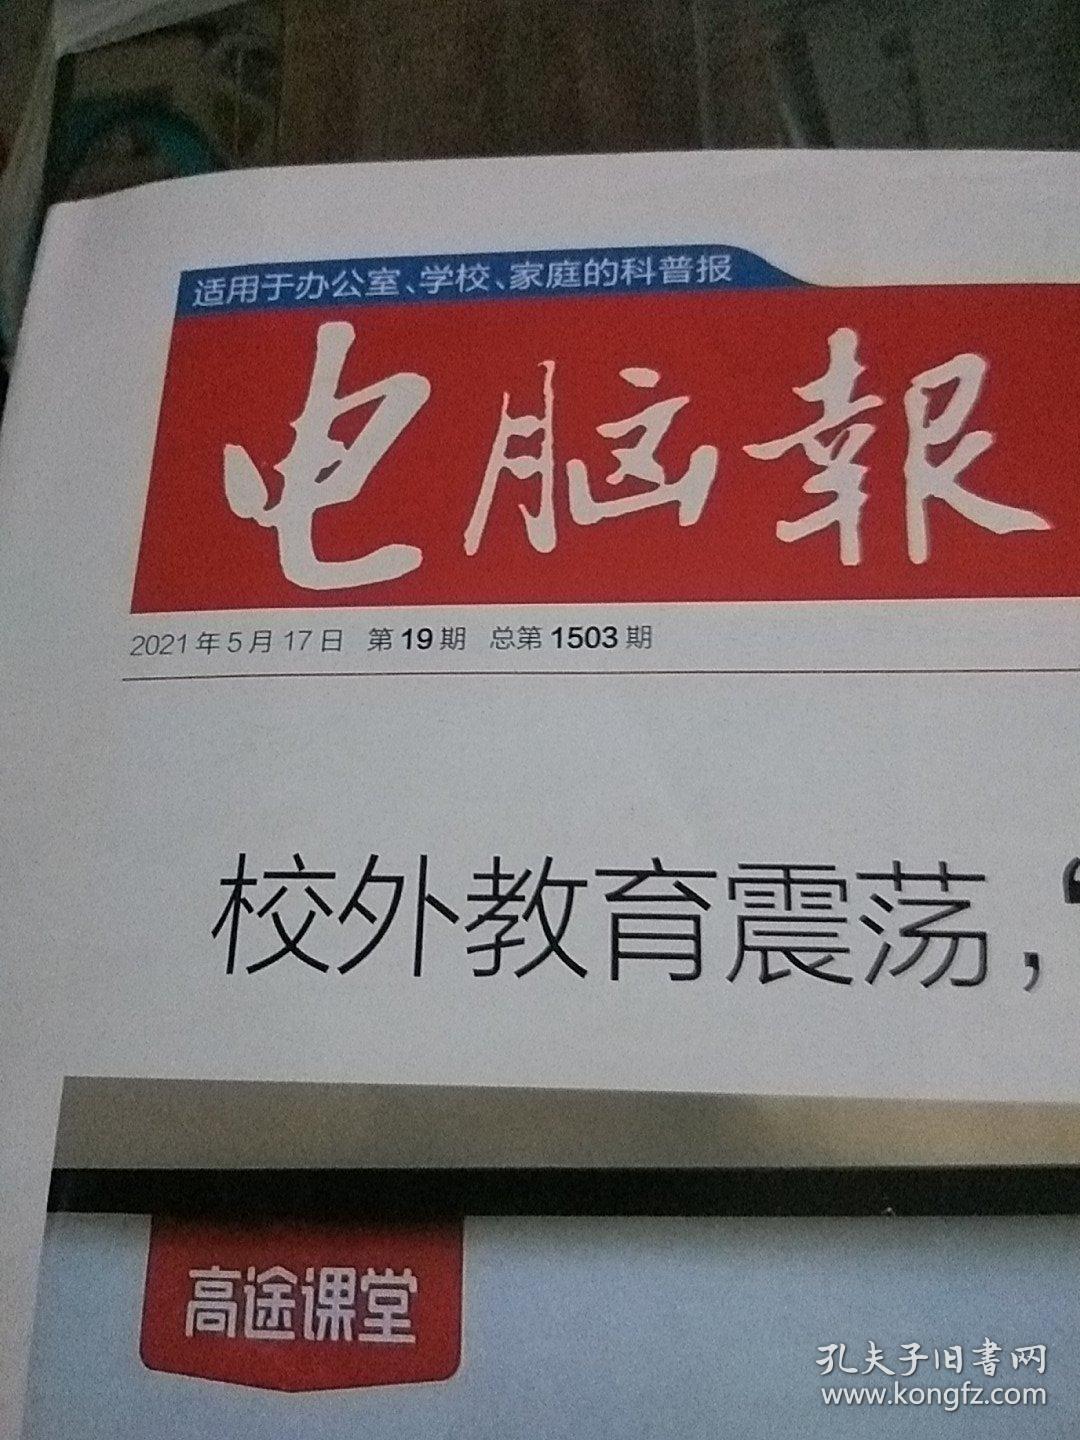 适用于办公室、学校、家庭的科普报
电脑報
2021年5月17日 第19期 总第1503期
校外教育震荡，“
高途课堂
孔夫子旧書网
www.kongfz.com